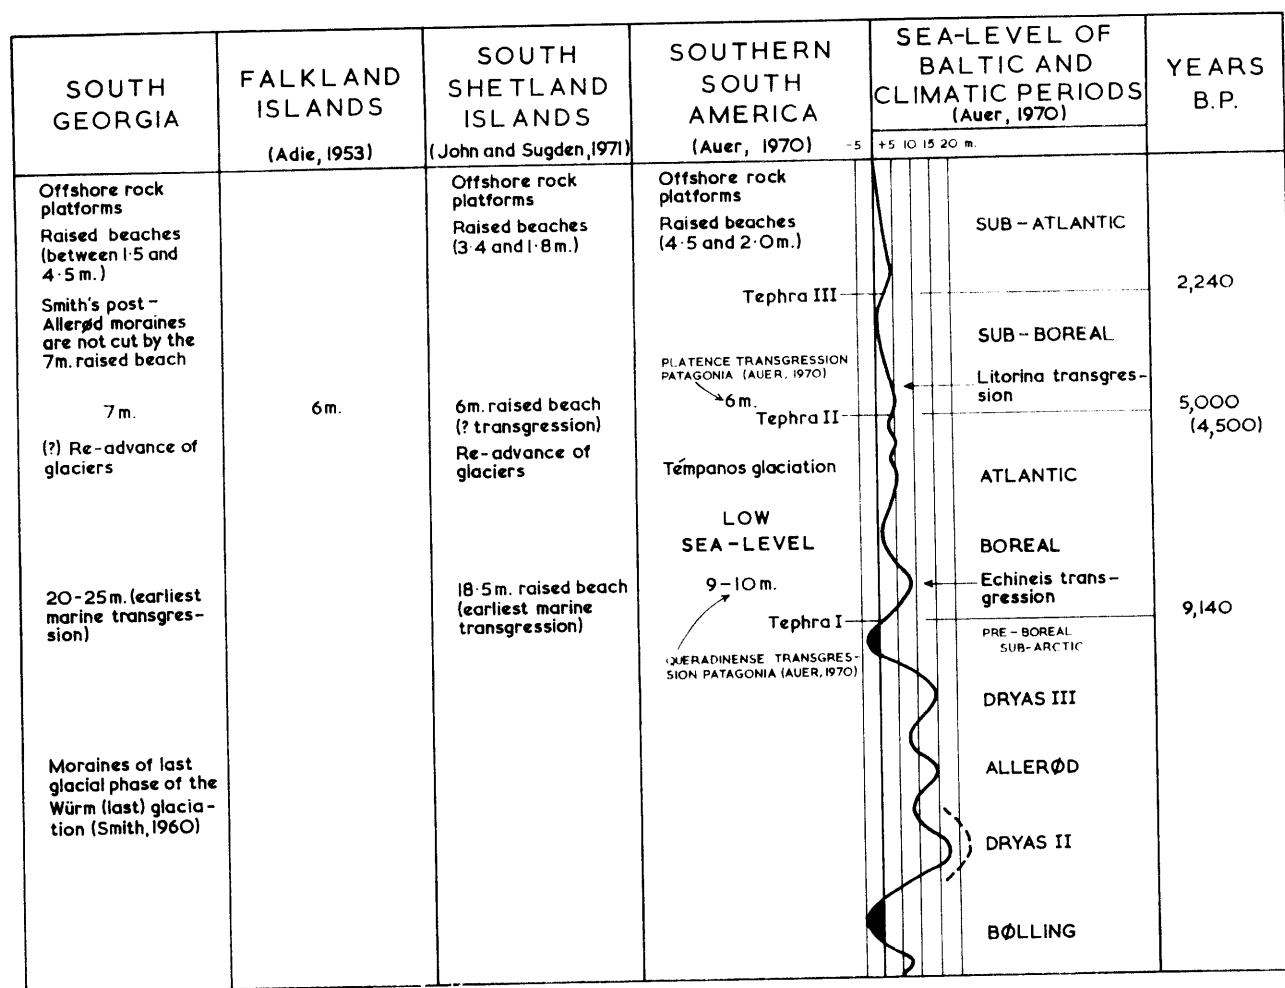 SOUTH
GEORGIA
FALKLAND
ISLANDS
(Adie, 1953)
SOUTH
SHETLAND
ISLANDS
(John and Sugden, 1971)
SOUTHERN
SOUTH
AMERICA
(Auer, 1970)
SEA-LEVEL OF
BALTIC AND
CLIMATIC PERIODS
(Auer, 1970)
-5 +5 10 15 20 m.
YEARS
B.P.
Offshore rock
platforms
Raised beaches
(between 1·5 and
4·5 m.)
Smith's post-
Allerød moraines
are not cut by the
7m. raised beach
7m.
(?) Re-advance of
glaciers
20-25m. (earliest
marine transgres-
sion)
Moraines of last
glacial phase of the
Würm (last) glacia-
tion (Smith, 1960)
6m.
Offshore rock
platforms
Raised beaches
(3·4 and 1·8m.)
6m. raised beach
(? transgression)
Re-advance of
glaciers
18·5m. raised beach
(earliest marine
transgression)
Offshore rock
platforms
Raised beaches
(4·5 and 2·0m.)
Tephra III
PLATENCE TRANSGRESSION
PATAGONIA (AUER, 1970)
6m.
Tephra II
Témpanos glaciation
LOW
SEA-LEVEL
9-10m.
Tephra I
QUERADINENSE TRANSGRES-
SION PATAGONIA (AUER, 1970)
SUB-ATLANTIC
SUB-BOREAL
Litorina transgres-
sion
ATLANTIC
BOREAL
Echineis trans-
gression
PRE-BOREAL
SUB-ARCTIC
DRYAS III
ALLERØD
DRYAS II
BØLLING
2,240
5,000
(4,500)
9,140